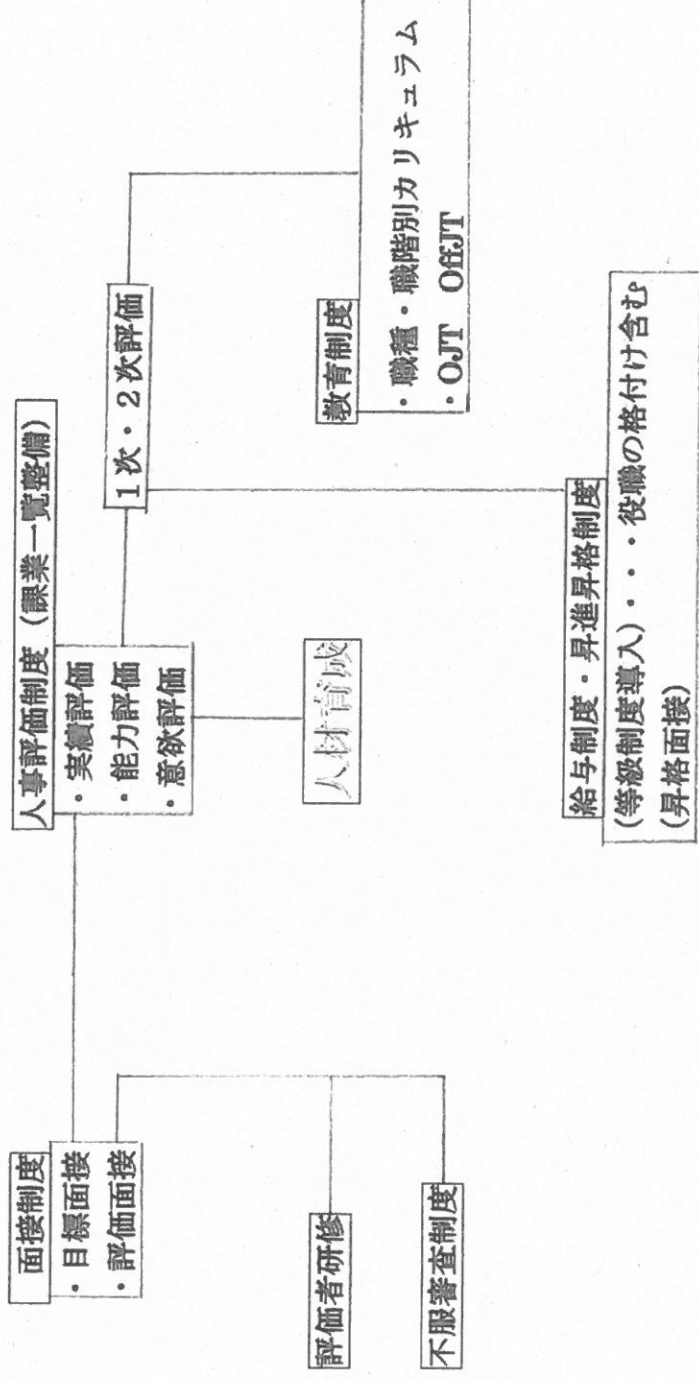 面接制度
・目標面接
・評価面接
評価者研修
不服審査制度
人事評価制度（課業一覧整備）
・実績評価
・能力評価
・意欲評価
人材育成
1次・2次評価
教育制度
・職種・職階別カリキュラム
・OJT OffJT
給与制度・昇進昇格制度
(等級制度導入)・・・役職の格付け含む
(昇格面接)